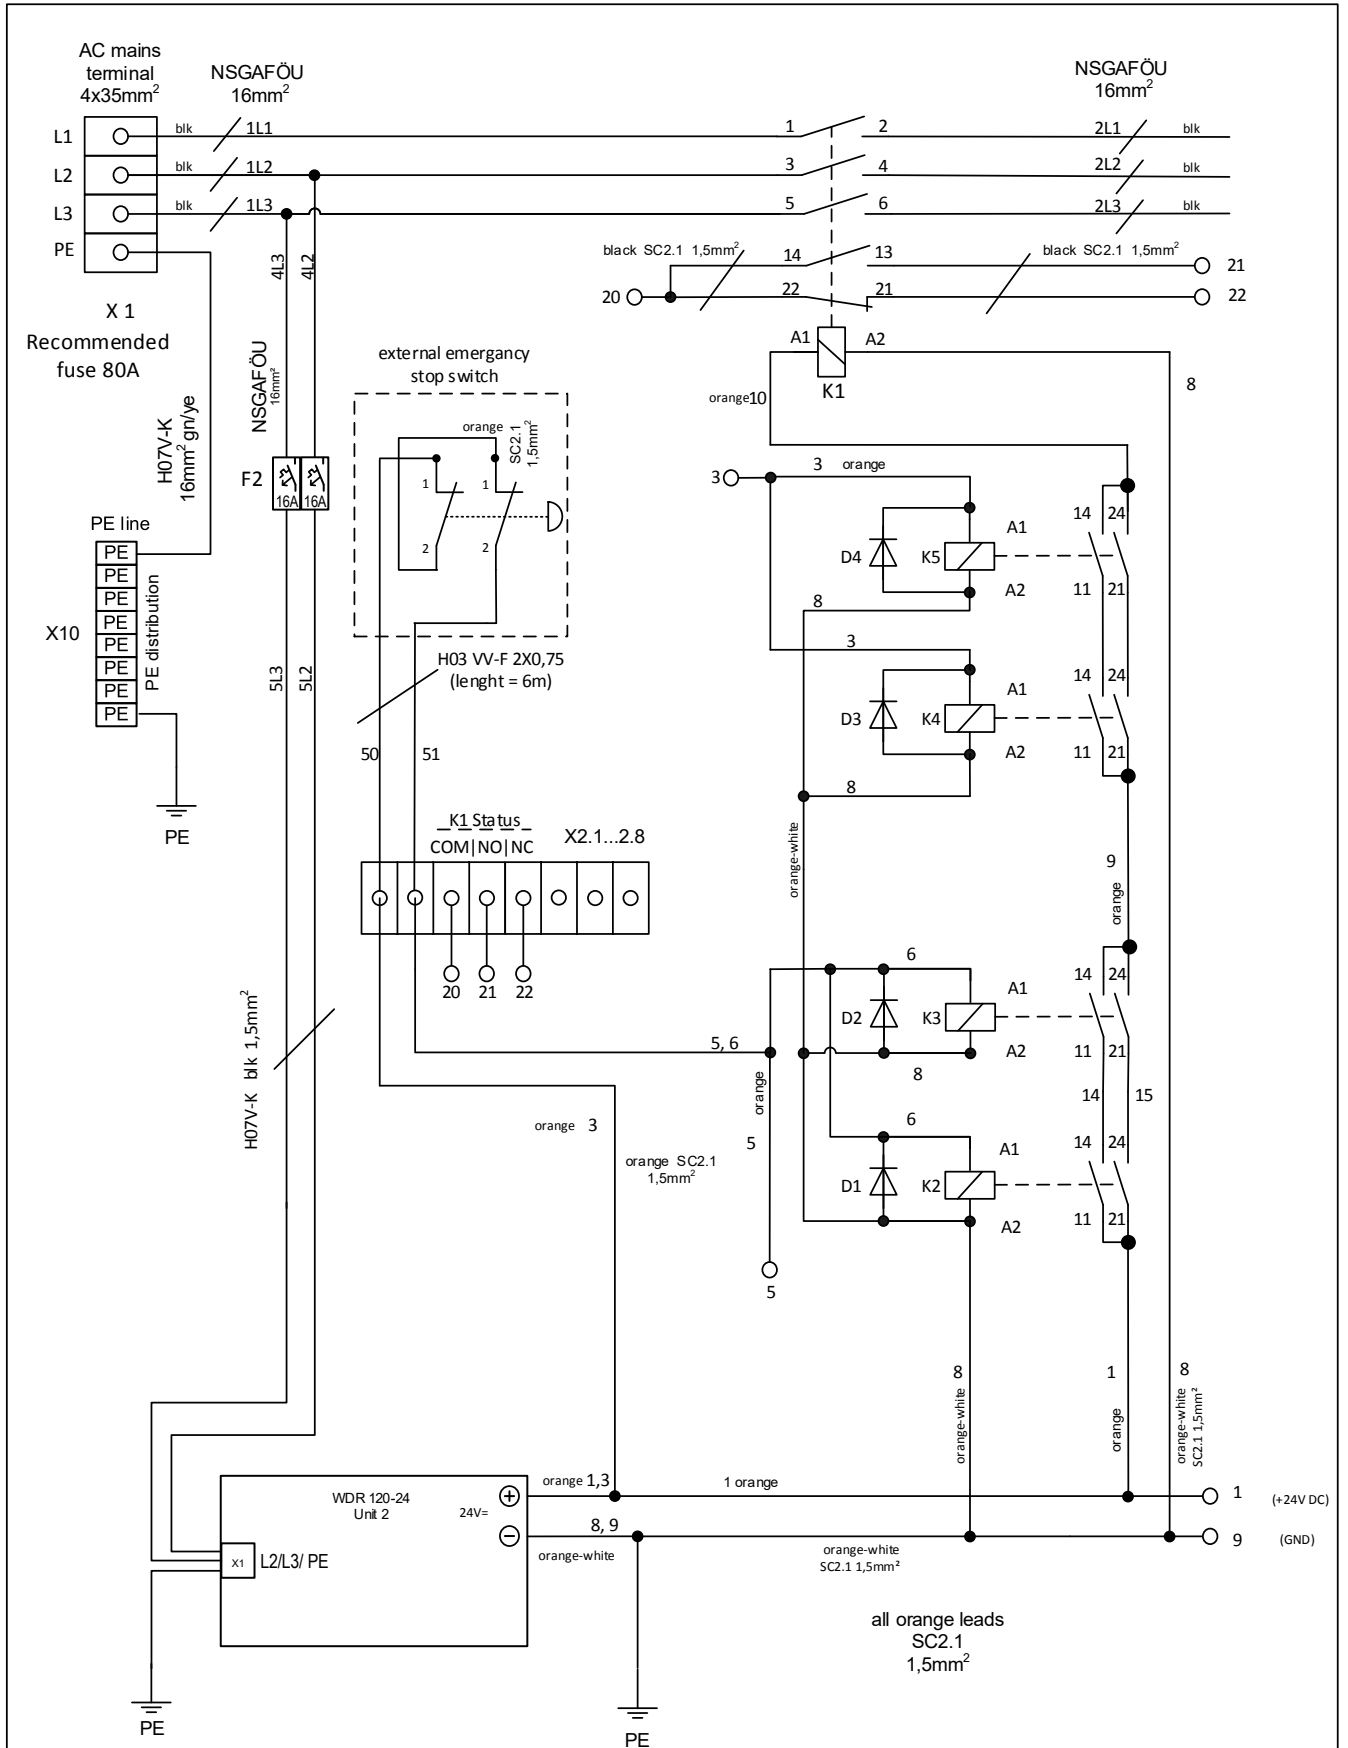 AC mains
terminal
4x35mm²
NSGAFÖU
16mm²
NSGAFÖU
16mm²
L1
blk
1L1
1
2
2L1
blk
L2
blk
1L2
3
4
2L2
blk
L3
blk
1L3
5
6
2L3
blk
PE
4L3
4L2
black SC2.1 1,5mm²
14
13
black SC2.1 1,5mm²
21
20
22
21
22
X 1
Recommended
fuse 80A
A1
A2
K1
8
external emergancy
stop switch
orange 10
NSGAFÖU
16mm²
H07V-K
16mm² gn/ye
orange
SC2.1
1,5mm²
F2
16A
16A
1
1
2
2
3
3 orange
14
24
A1
D4
K5
A2
11
21
8
PE line
PE
PE
PE
PE
PE
PE
PE
PE
X10
PE distribution
PE
5L3
5L2
H03 VV-F 2X0,75
(lenght = 6m)
50
51
3
14
24
A1
D3
K4
A2
11
21
8
K1 Status
COM|NO|NC
X2.1...2.8
orange-white
9
orange
20
21
22
6
14
24
A1
D2
K3
A2
11
21
8
5, 6
orange
5
14
15
H07V-K blk 1,5mm²
orange 3
orange SC2.1
1,5mm²
6
14
24
A1
D1
K2
A2
11
21
5
8
orange-white
1
orange
8
orange-white
SC2.1 1,5mm²
WDR 120-24
Unit 2
24V=
+
−
orange 1,3
1 orange
1
(+24V DC)
8, 9
orange-white
orange-white
SC2.1 1,5mm²
9
(GND)
X1
L2/L3/ PE
all orange leads
SC2.1
1,5mm²
PE
PE